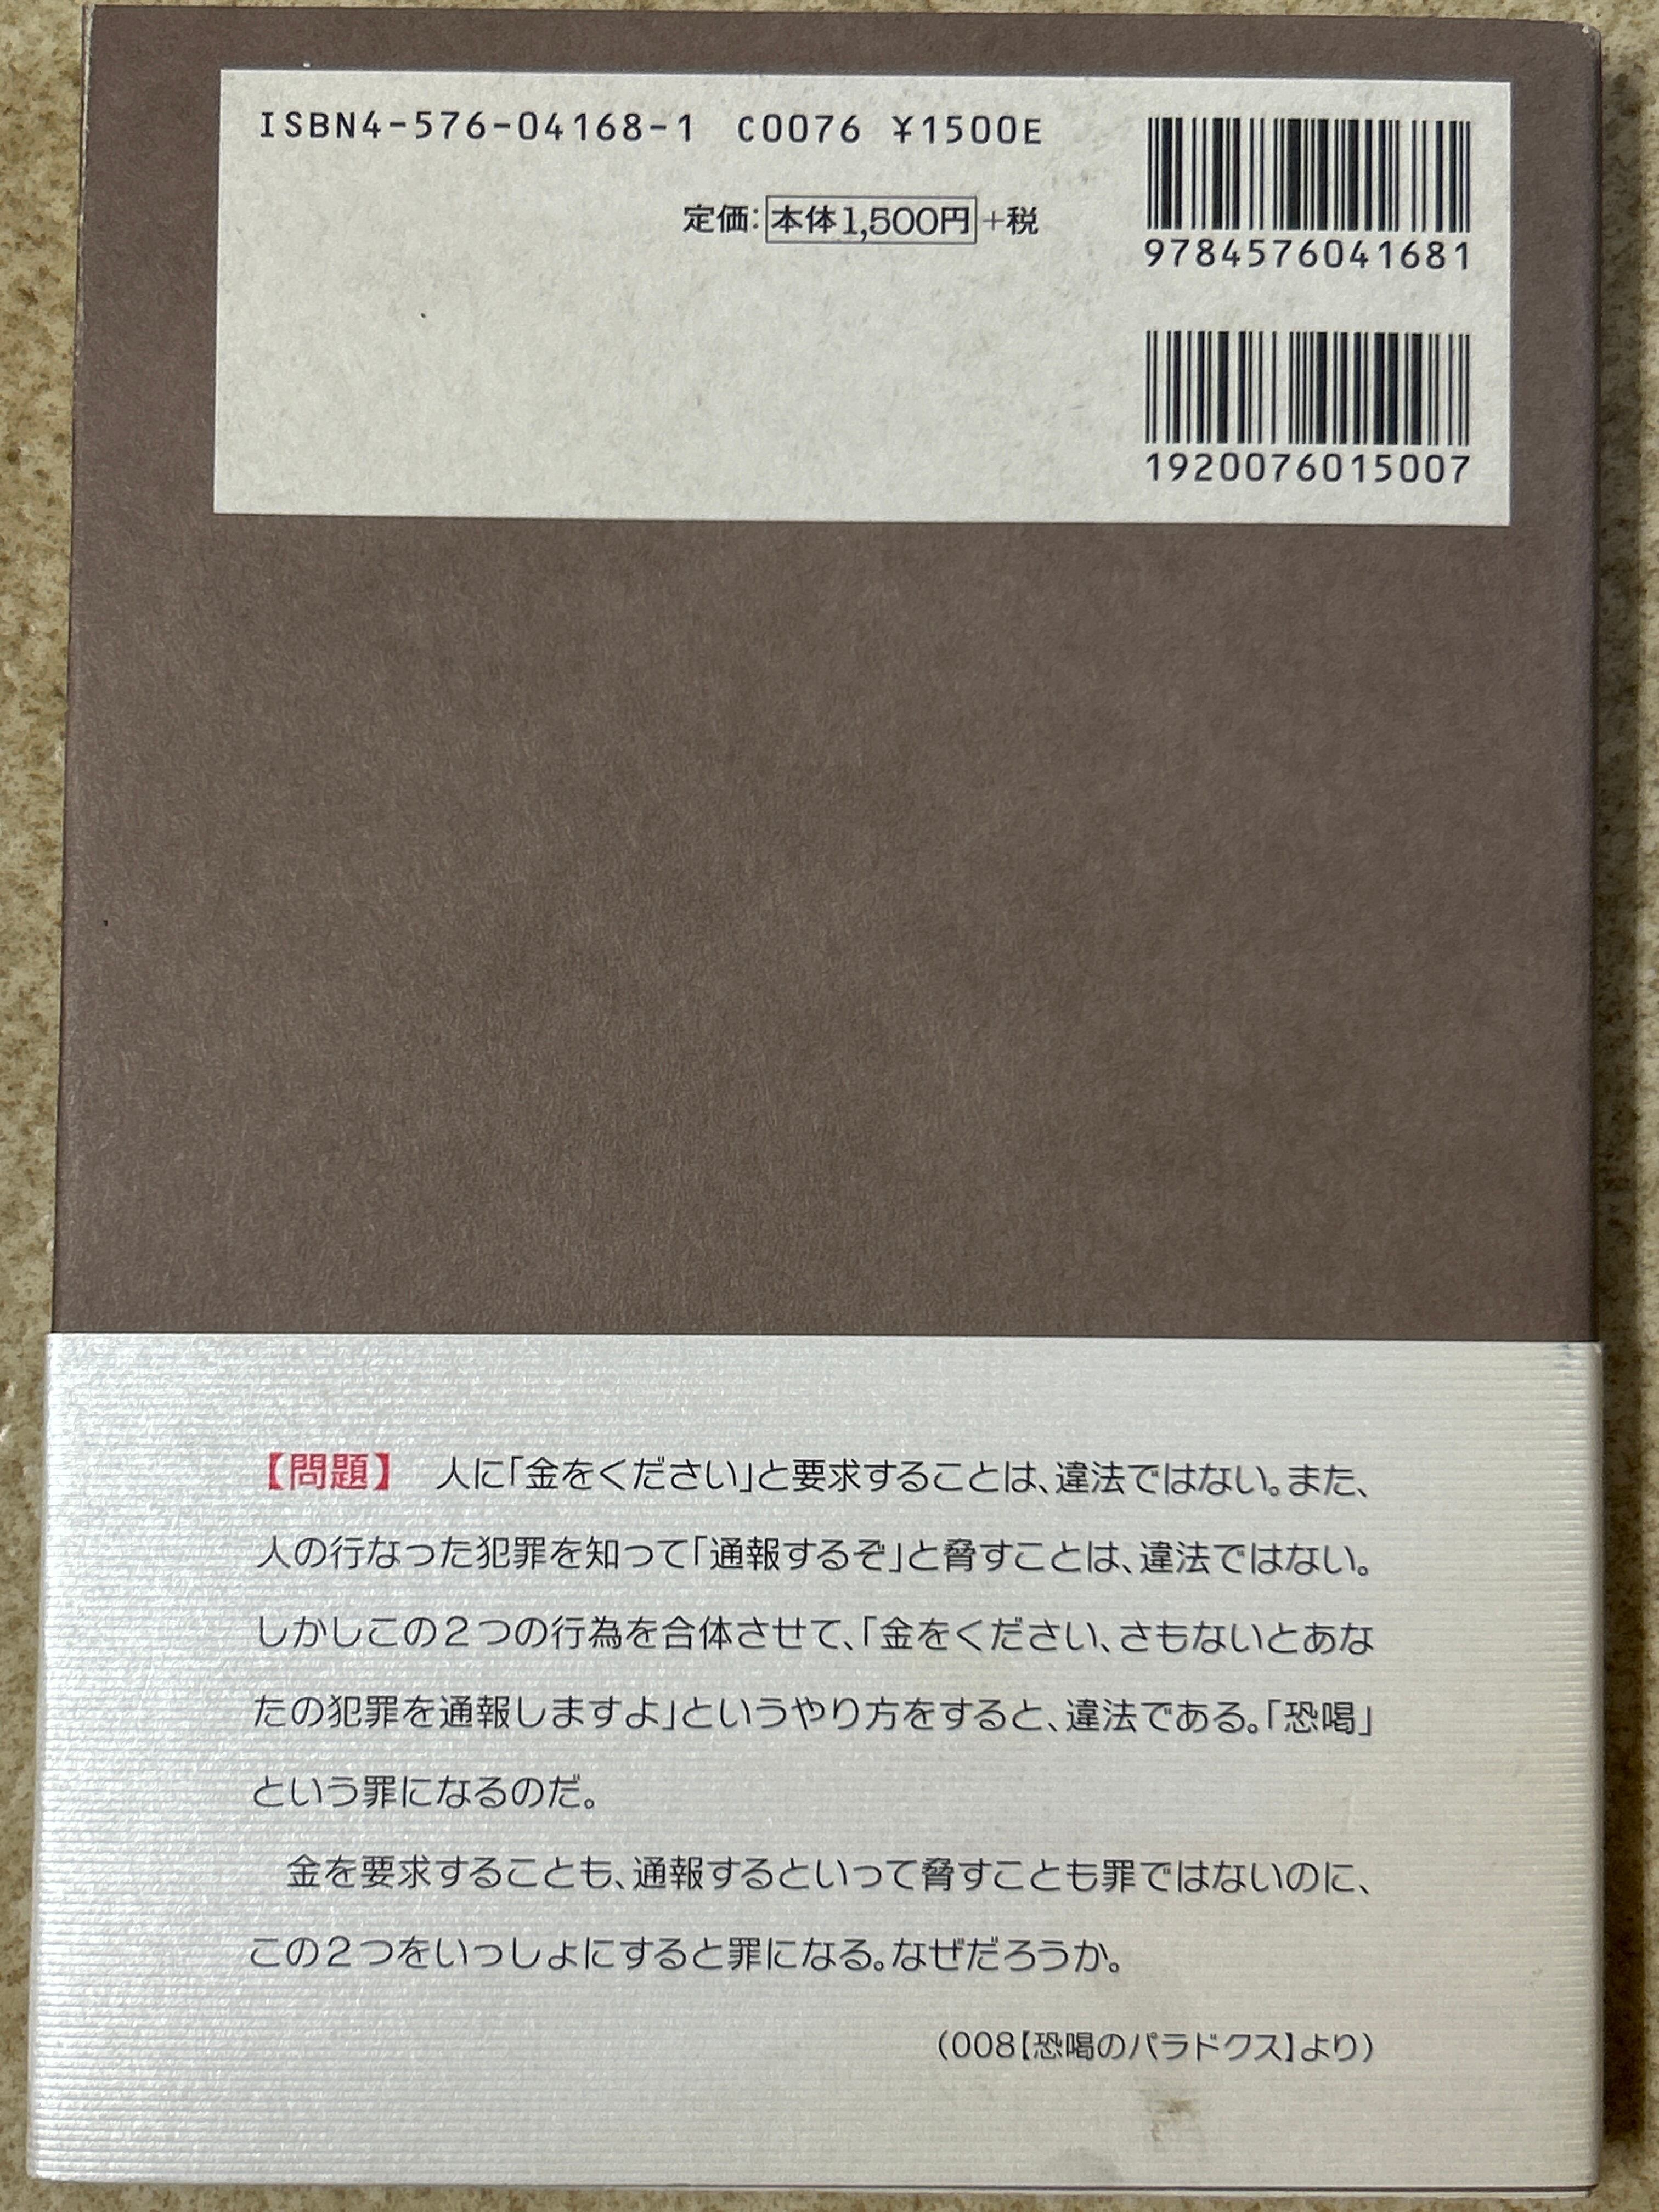 ISBN4-576-04168-1 C0076 ¥1500E
定価:本体1,500円+税
9784576041681
1920076015007
【問題】 人に「金をください」と要求することは、違法ではない。また、
人の行なった犯罪を知って「通報するぞ」と脅すことは、違法ではない。
しかしこの2つの行為を合体させて、「金をください、さもないとあな
たの犯罪を通報しますよ」というやり方をすると、違法である。「恐喝」
という罪になるのだ。
金を要求することも、通報するといって脅すことも罪ではないのに、
この2つをいっしょにすると罪になる。なぜだろうか。
(008【恐喝のパラドクス】より)